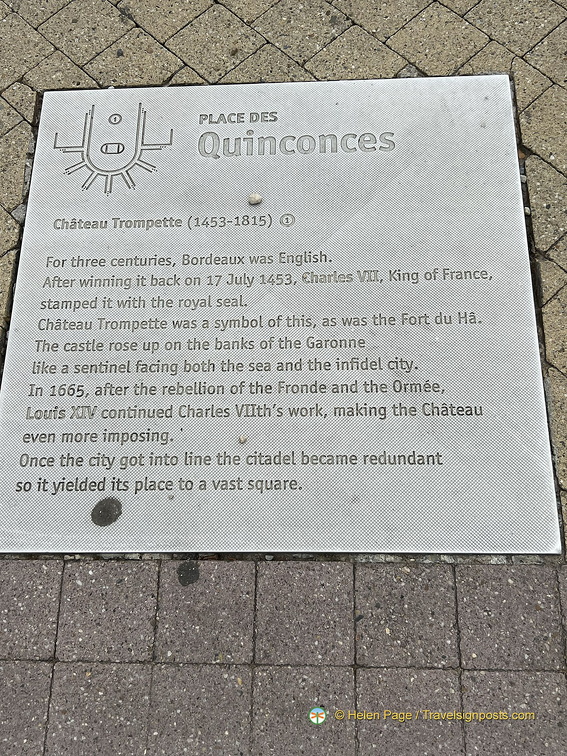 ①
PLACE DES
Quinconces
Château Trompette (1453-1815) ①
For three centuries, Bordeaux was English.
After winning it back on 17 July 1453, Charles VII, King of France,
stamped it with the royal seal.
Château Trompette was a symbol of this, as was the Fort du Hâ.
The castle rose up on the banks of the Garonne
like a sentinel facing both the sea and the infidel city.
In 1665, after the rebellion of the Fronde and the Ormée,
Louis XIV continued Charles VIIth's work, making the Château
even more imposing.
Once the city got into line the citadel became redundant
so it yielded its place to a vast square.
© Helen Page / Travelsignposts.com